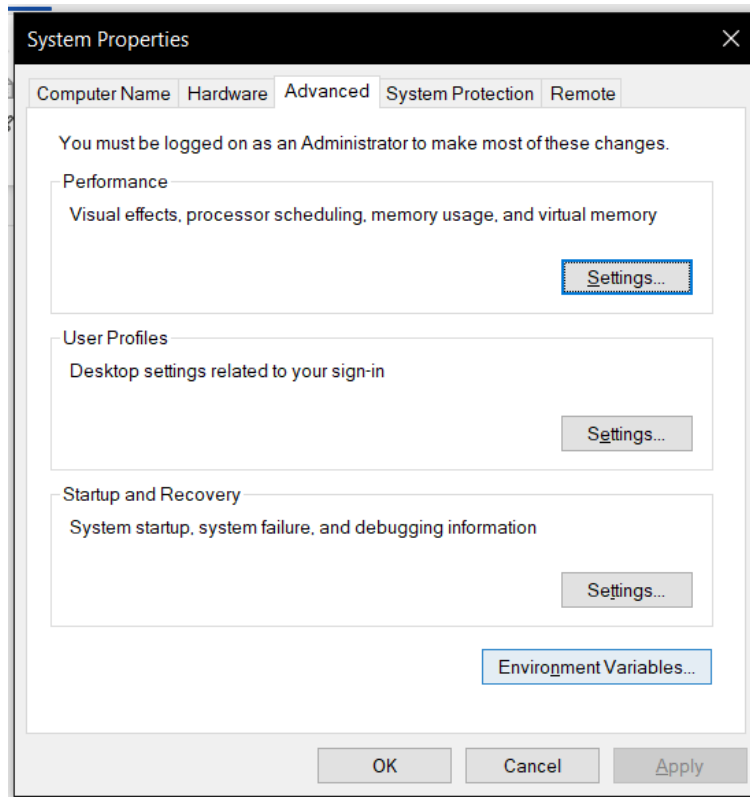 System Properties
Computer Name Hardware Advanced System Protection Remote
You must be logged on as an Administrator to make most of these changes.
Performance
Visual effects, processor scheduling, memory usage, and virtual memory
Settings...
User Profiles
Desktop settings related to your sign-in
Settings...
Startup and Recovery
System startup, system failure, and debugging information
Settings...
Environment Variables...
OK Cancel Apply